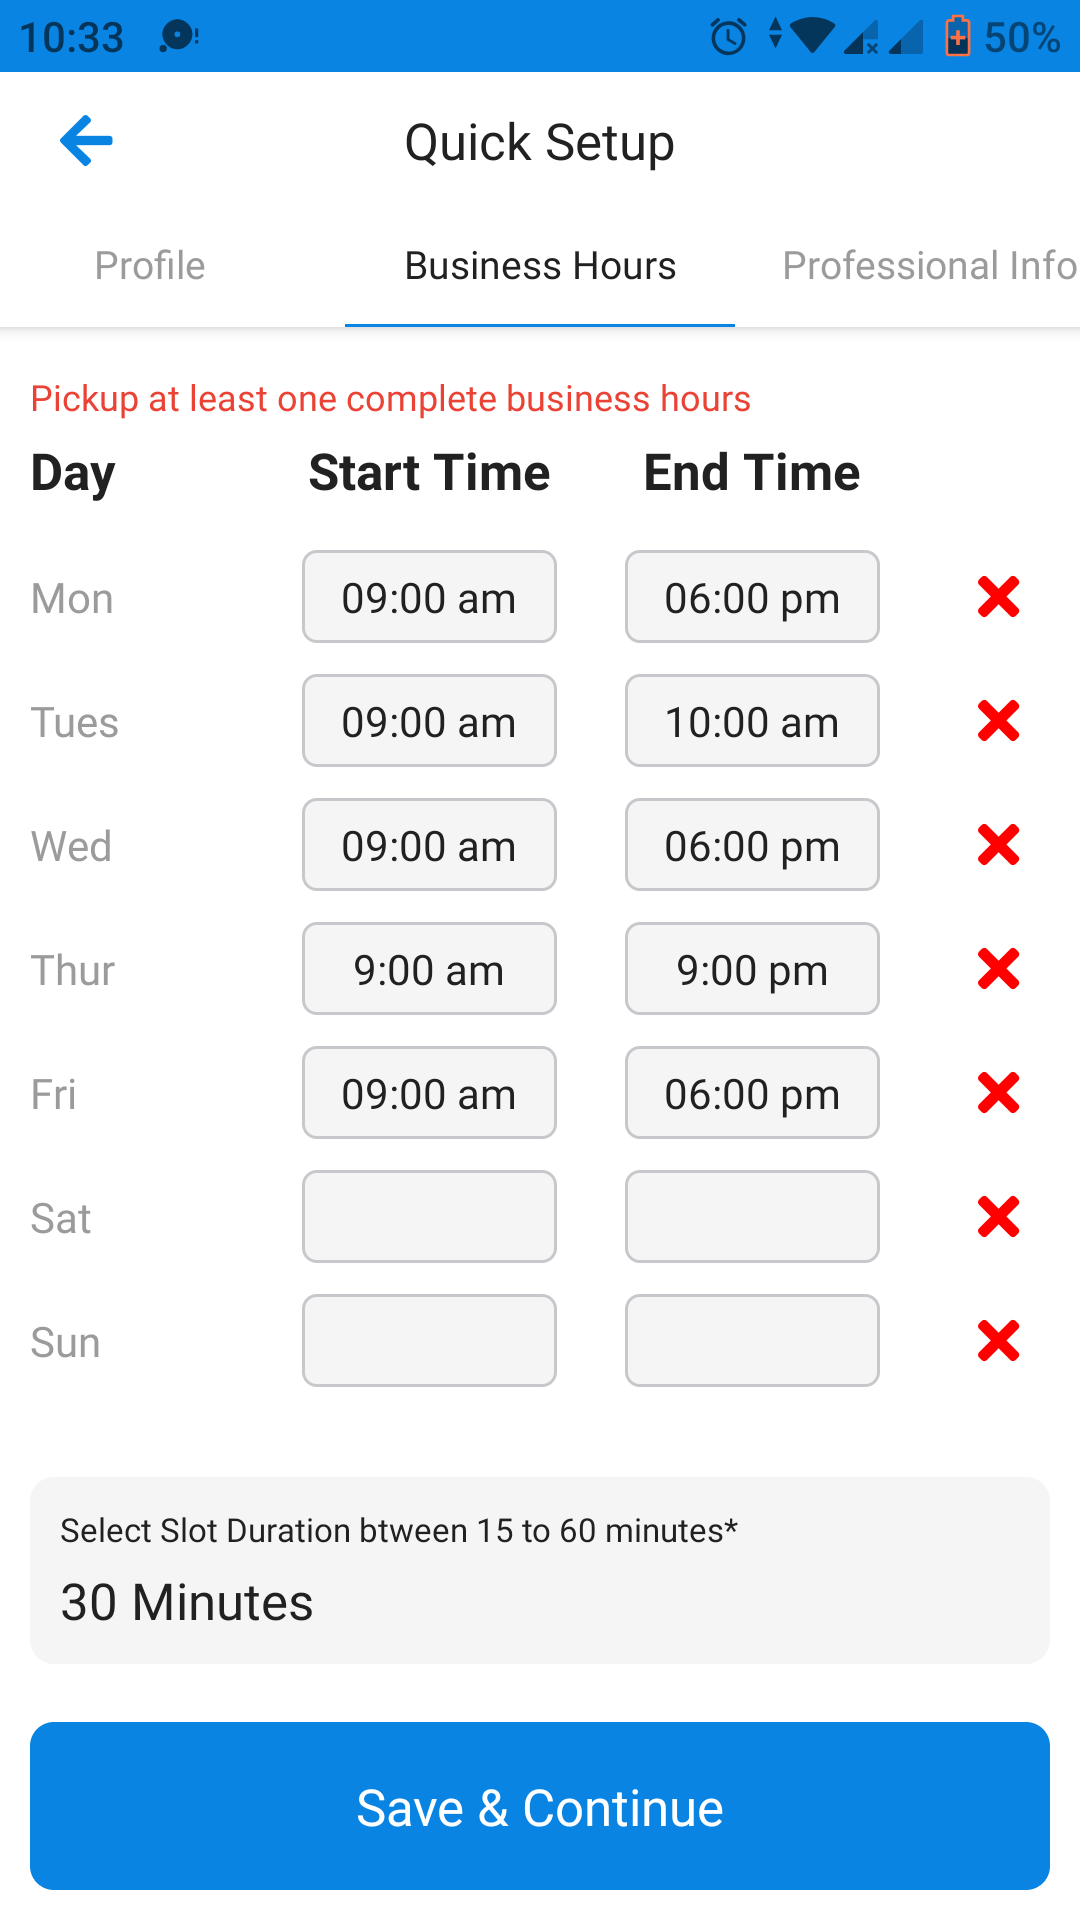 10:33 50%
Quick Setup
Profile Business Hours Professional Info
Pickup at least one complete business hours
Day Start Time End Time
Mon 09:00 am 06:00 pm
Tues 09:00 am 10:00 am
Wed 09:00 am 06:00 pm
Thur 9:00 am 9:00 pm
Fri 09:00 am 06:00 pm
Sat
Sun
Select Slot Duration btween 15 to 60 minutes*
30 Minutes
Save & Continue